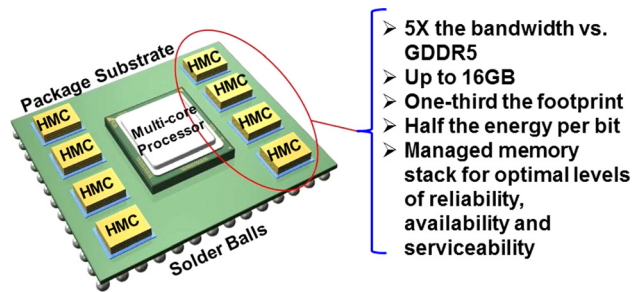 Package Substrate
HMC
HMC
HMC
HMC
Multi-core
Processor
HMC
HMC
HMC
HMC
Solder Balls
➢ 5X the bandwidth vs.
GDDR5
➢ Up to 16GB
➢ One-third the footprint
➢ Half the energy per bit
➢ Managed memory
stack for optimal levels
of reliability,
availability and
serviceability